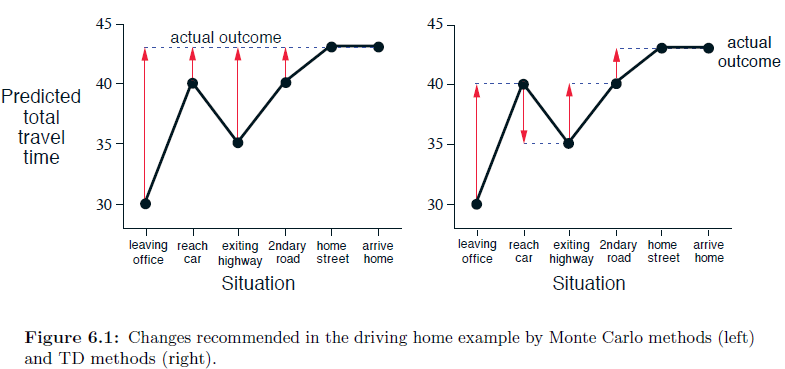 45
40
35
30
Predicted
total
travel
time
actual outcome
leaving
office
reach
car
exiting
highway
2ndary
road
home
street
arrive
home
Situation
45
40
35
30
actual
outcome
leaving
office
reach
car
exiting
highway
2ndary
road
home
street
arrive
home
Situation
Figure 6.1: Changes recommended in the driving home example by Monte Carlo methods (left)
and TD methods (right).